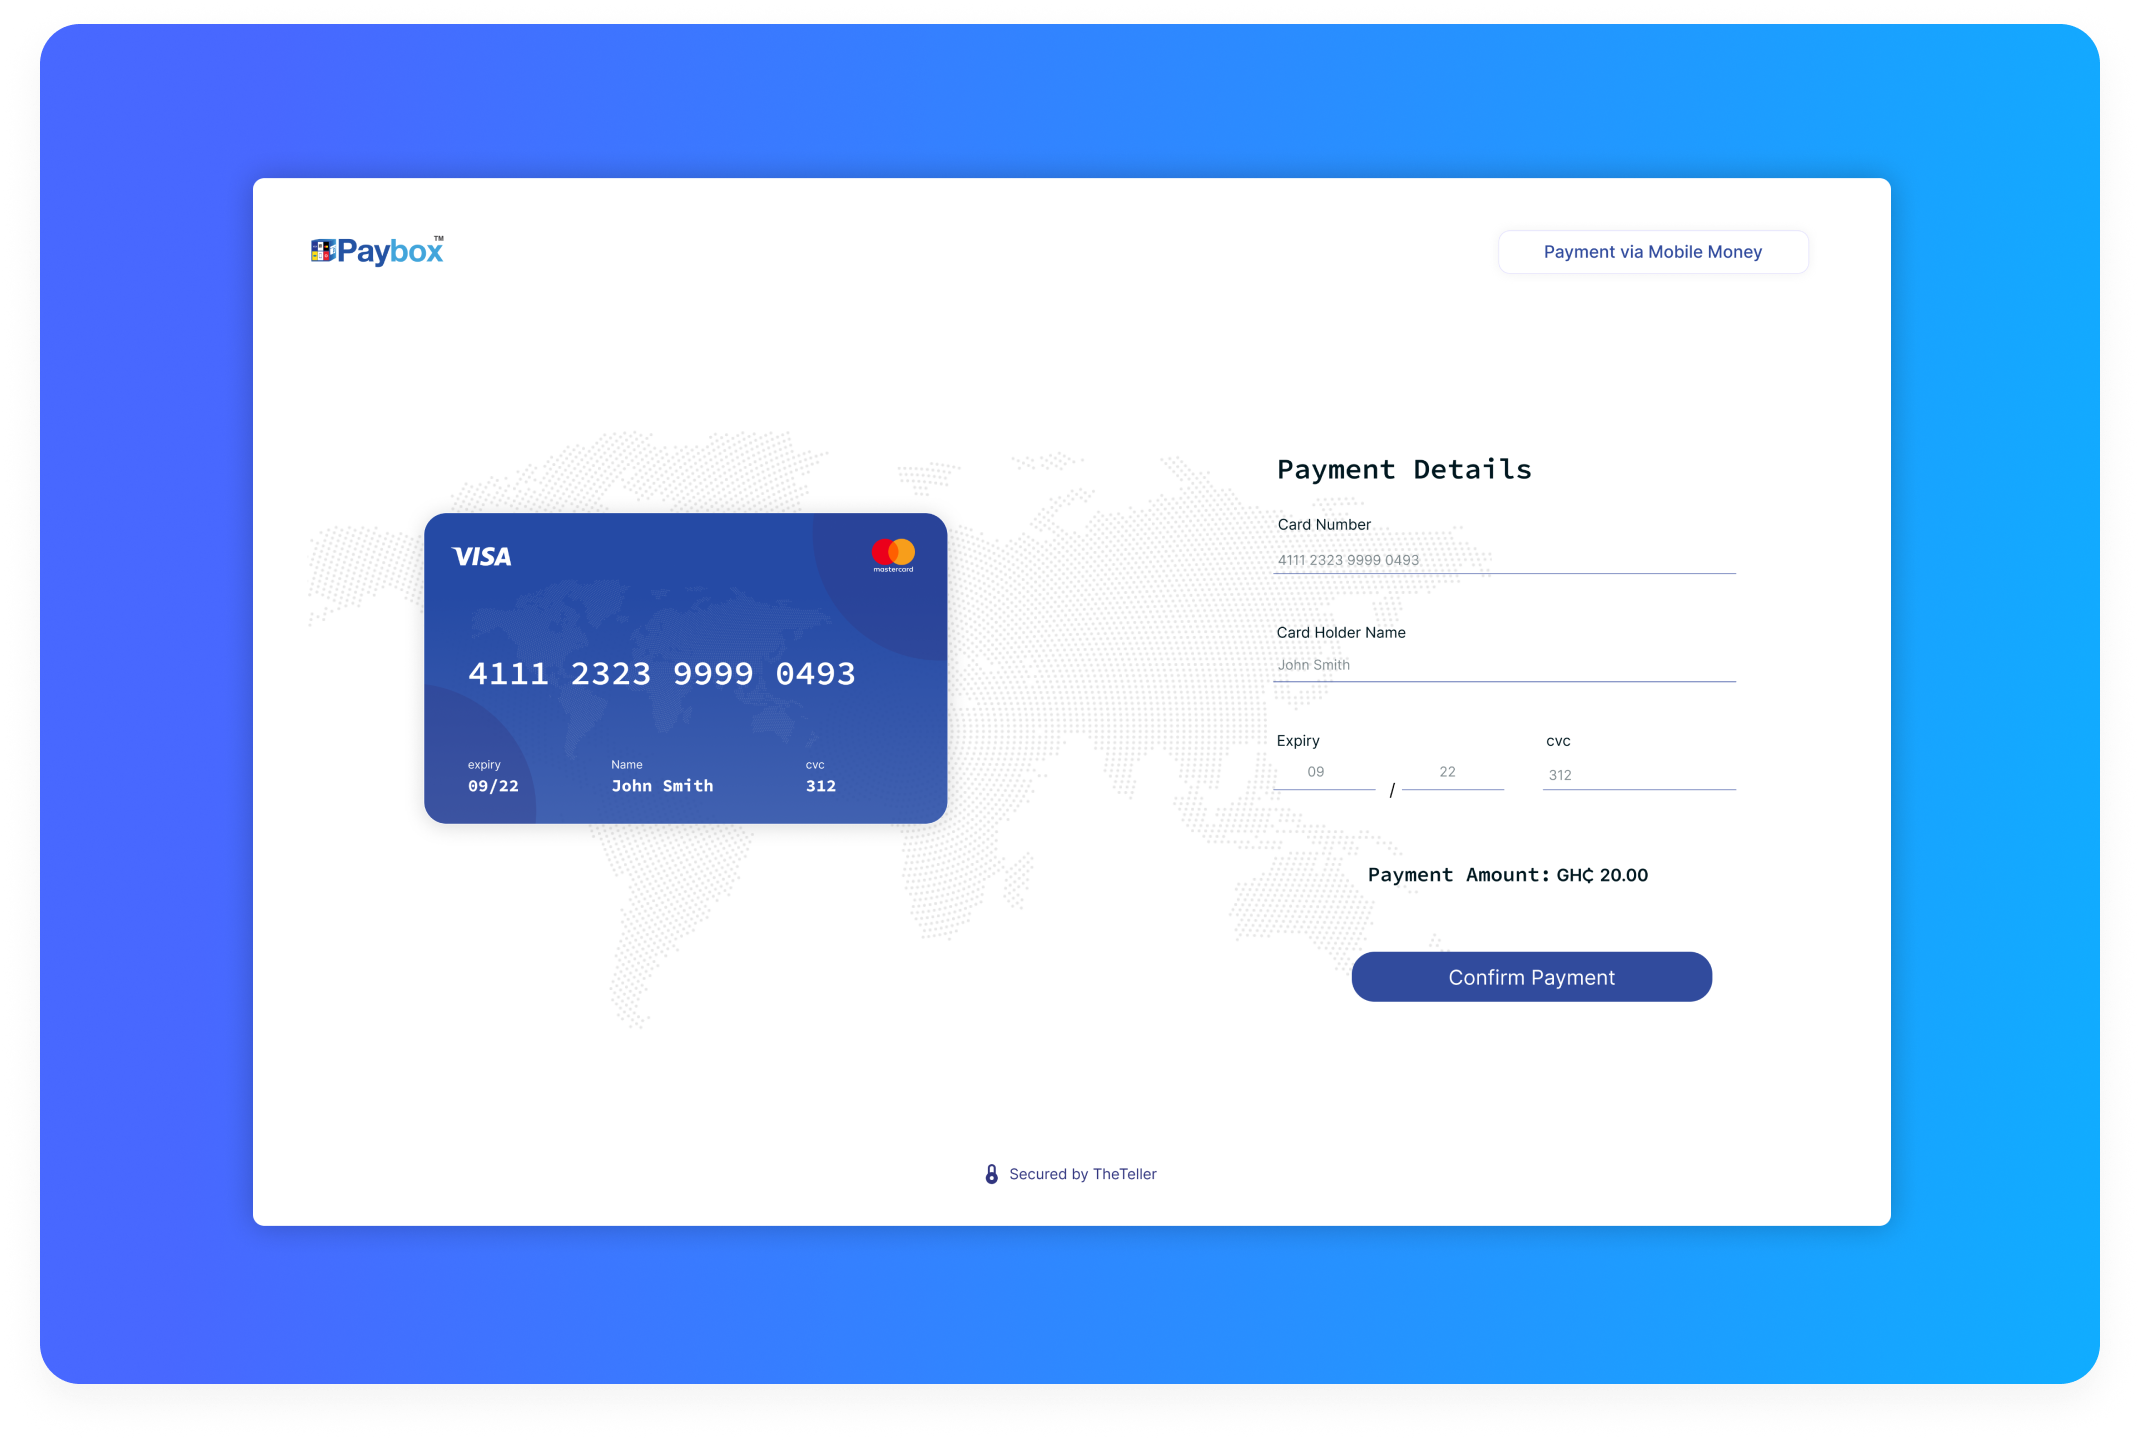 Paybox™
Payment via Mobile Money
VISA
mastercard
4111 2323 9999 0493
expiry Name cvc
09/22 John Smith 312
Payment Details
Card Number
4111 2323 9999 0493
Card Holder Name
John Smith
Expiry cvc
09 / 22 312
Payment Amount: GH₵ 20.00
Confirm Payment
Secured by TheTeller